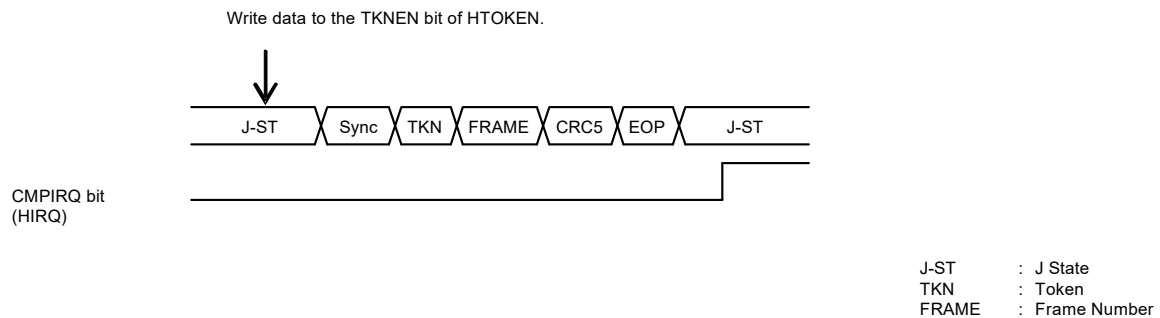 Write data to the TKNEN bit of HTOKEN.
J-ST Sync TKN FRAME CRC5 EOP J-ST
CMPIRQ bit
(HIRQ)
J-ST : J State
TKN : Token
FRAME : Frame Number